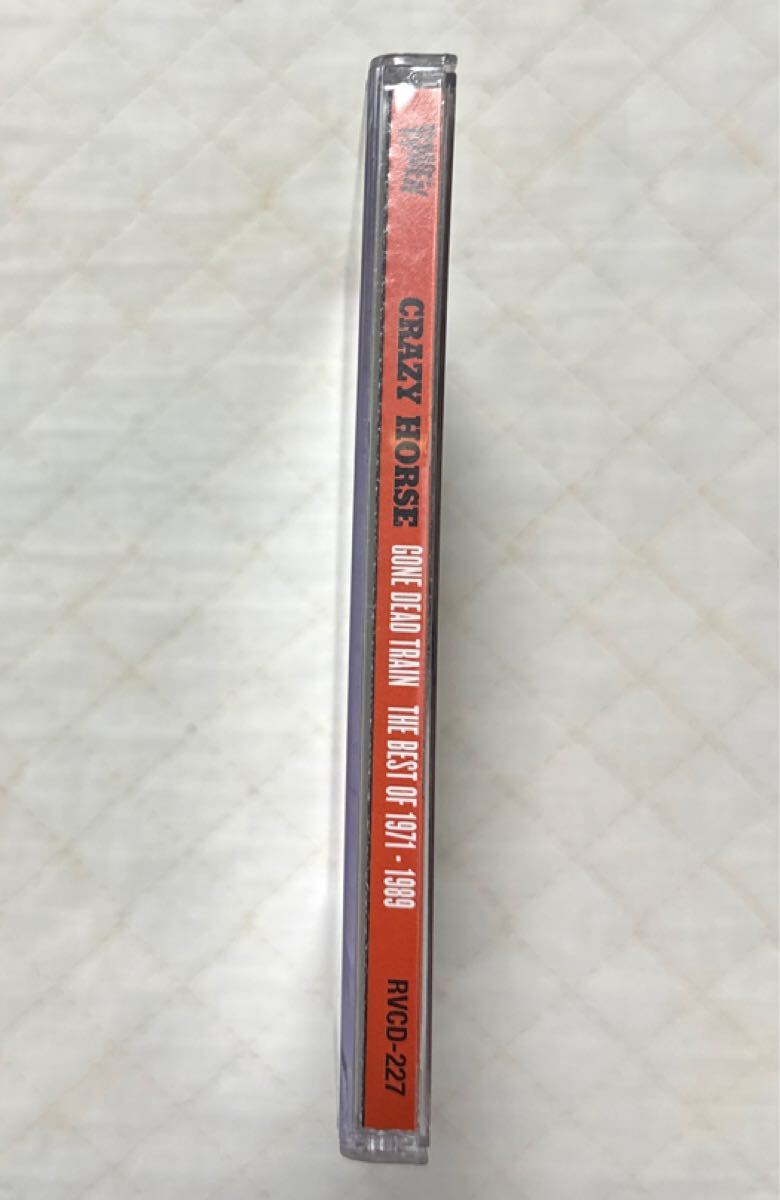 CRAZY HORSE GONE DEAD TRAIN THE BEST OF 1971 - 1989 RVCD-227